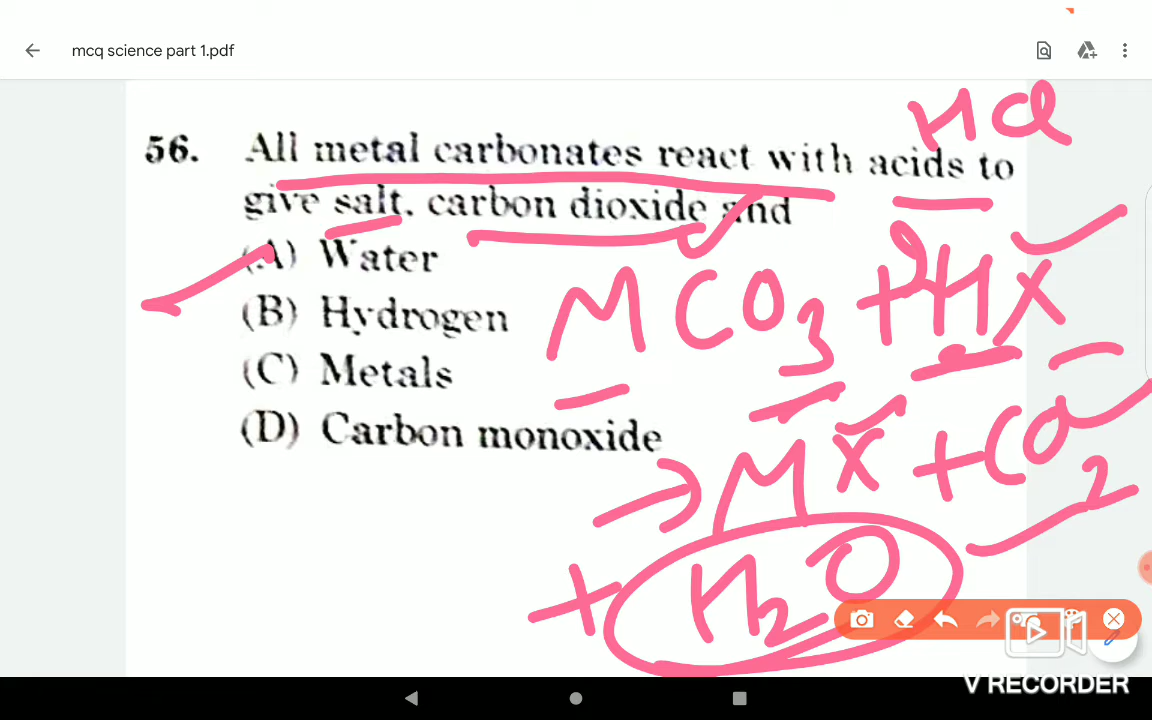 mcq science part 1.pdf
HCl
56. All metal carbonates react with acids to
give salt, carbon dioxide and
(A) Water
(B) Hydrogen
(C) Metals
(D) Carbon monoxide
MCO3 + HX
→ MX + CO2
+ H2O
V RECORDER